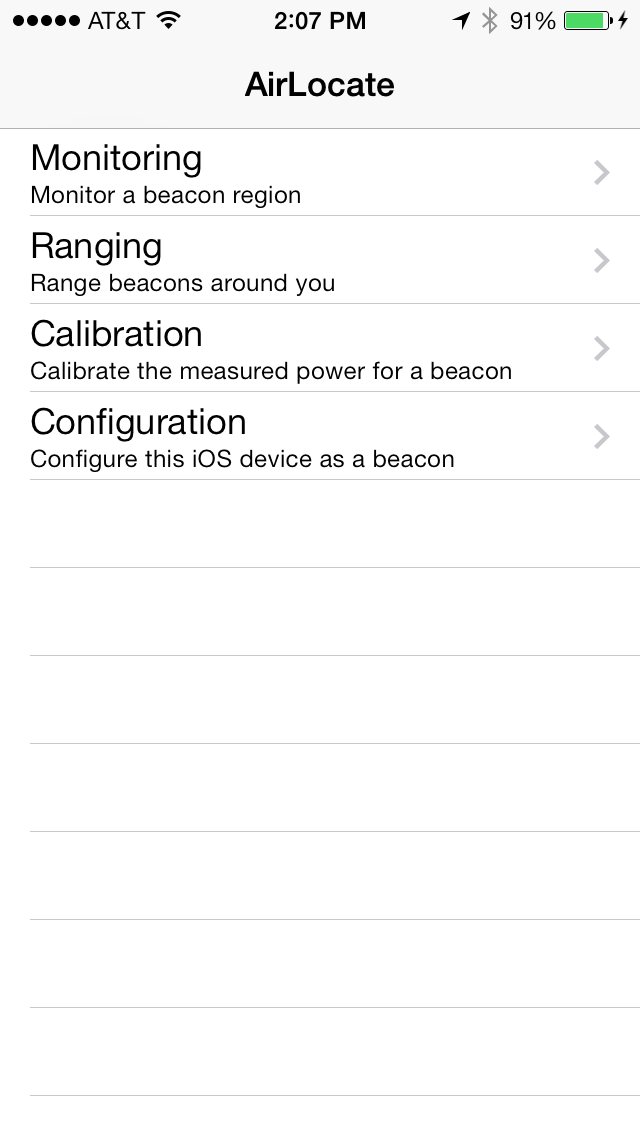 AT&T 2:07 PM 91%
AirLocate
Monitoring
Monitor a beacon region
Ranging
Range beacons around you
Calibration
Calibrate the measured power for a beacon
Configuration
Configure this iOS device as a beacon